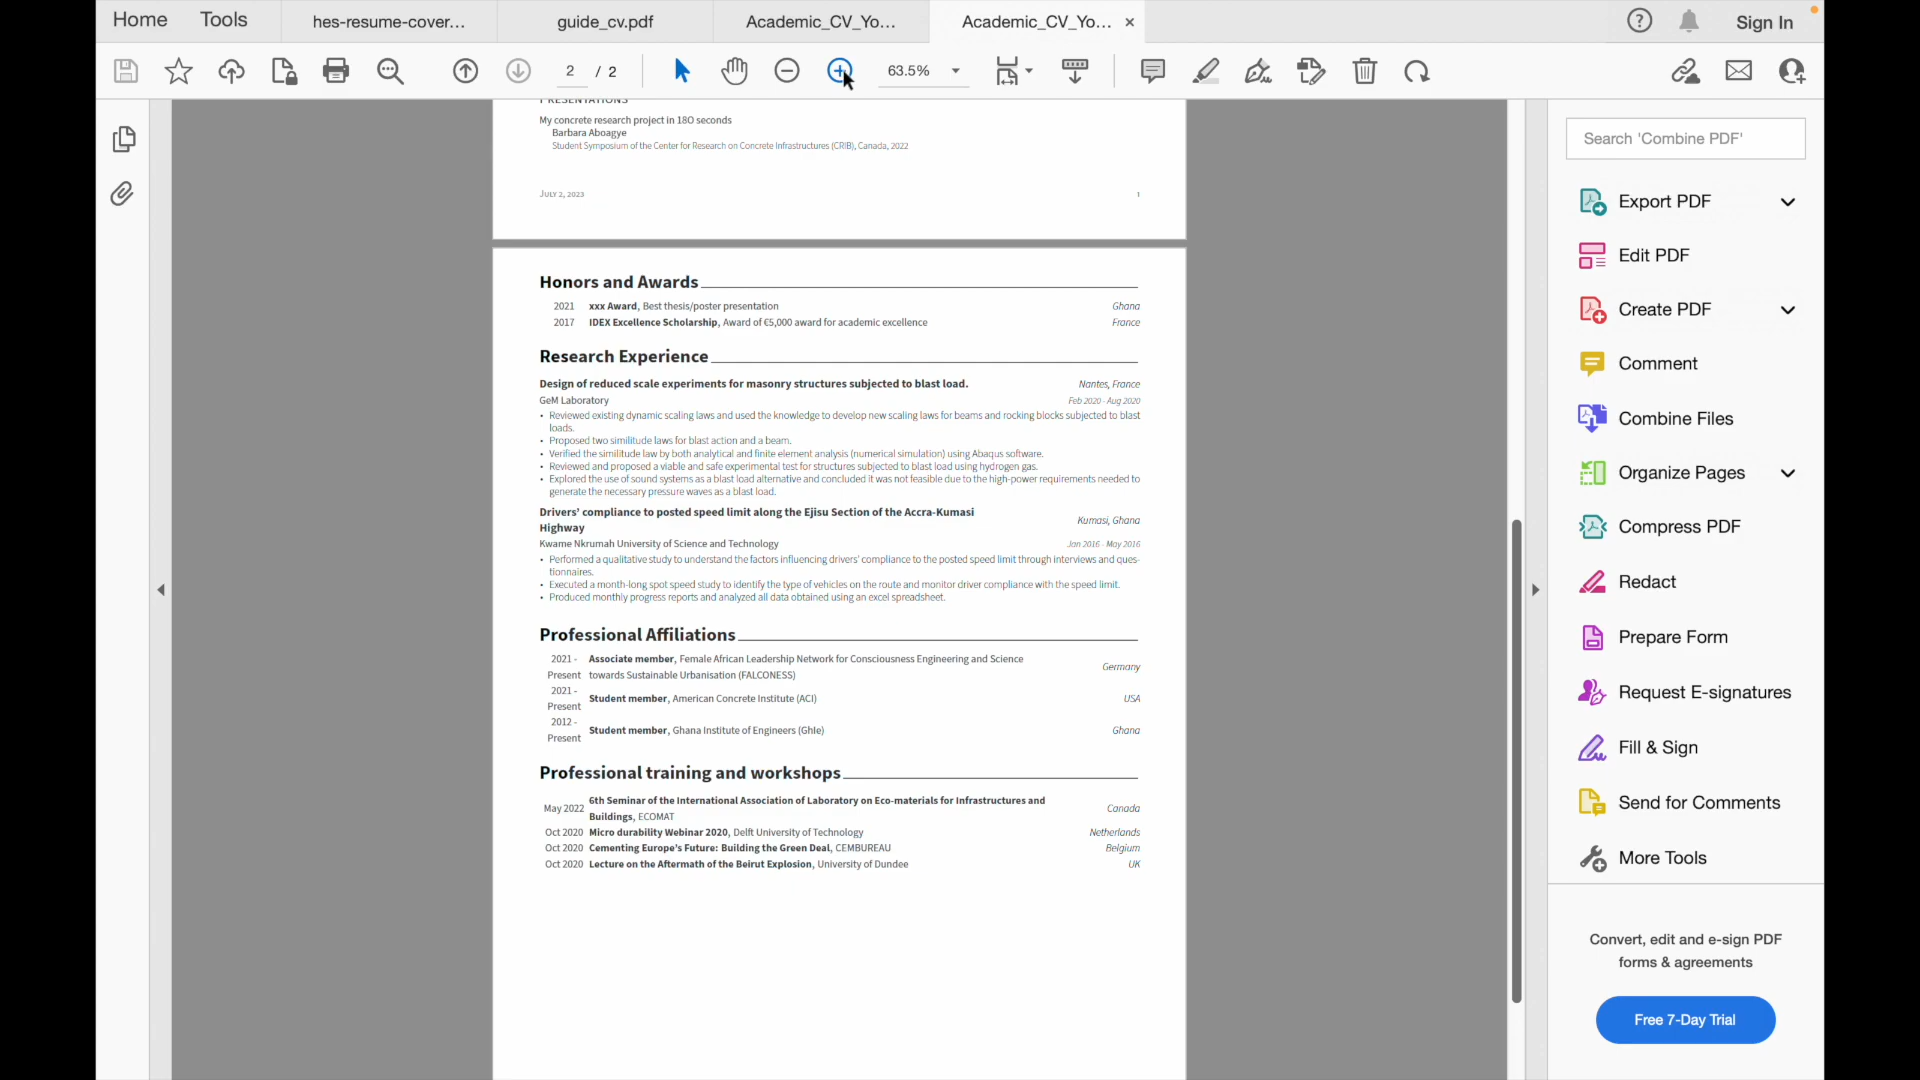 Home Tools hes-resume-cover... guide_cv.pdf Academic_CV_Yo... Academic_CV_Yo... × Sign In
2 / 2 63.5%
PRESENTATIONS
My concrete research project in 180 seconds
Barbara Aboagye
Student Symposium of the Center for Research on Concrete Infrastructures (CRIB), Canada, 2022
JULY 2, 2023 1
Honors and Awards
2021 xxx Award, Best thesis/poster presentation Ghana
2017 IDEX Excellence Scholarship, Award of €5,000 award for academic excellence France
Research Experience
Design of reduced scale experiments for masonry structures subjected to blast load. Nantes, France
GeM Laboratory Feb 2020 - Aug 2020
• Reviewed existing dynamic scaling laws and used the knowledge to develop new scaling laws for beams and rocking blocks subjected to blast
loads.
• Proposed two similitude laws for blast action and a beam.
• Verified the similitude law by both analytical and finite element analysis (numerical simulation) using Abaqus software.
• Reviewed and proposed a viable and safe experimental test for structures subjected to blast load using hydrogen gas.
• Explored the use of sound systems as a blast load alternative and concluded it was not feasible due to the high-power requirements needed to
generate the necessary pressure waves as a blast load.
Drivers' compliance to posted speed limit along the Ejisu Section of the Accra-Kumasi
Highway Kumasi, Ghana
Kwame Nkrumah University of Science and Technology Jan 2016 - May 2016
• Performed a qualitative study to understand the factors influencing drivers' compliance to the posted speed limit through interviews and ques-
tionnaires.
• Executed a month-long spot speed study to identify the type of vehicles on the route and monitor driver compliance with the speed limit.
• Produced monthly progress reports and analyzed all data obtained using an excel spreadsheet.
Professional Affiliations
2021 - Associate member, Female African Leadership Network for Consciousness Engineering and Science
Present towards Sustainable Urbanisation (FALCONESS) Germany
2021 -
Present Student member, American Concrete Institute (ACI) USA
2012 -
Present Student member, Ghana Institute of Engineers (GhIe) Ghana
Professional training and workshops
May 2022 6th Seminar of the International Association of Laboratory on Eco-materials for Infrastructures and
Buildings, ECOMAT Canada
Oct 2020 Micro durability Webinar 2020, Delft University of Technology Netherlands
Oct 2020 Cementing Europe's Future: Building the Green Deal, CEMBUREAU Belgium
Oct 2020 Lecture on the Aftermath of the Beirut Explosion, University of Dundee UK
Search 'Combine PDF'
Export PDF
Edit PDF
Create PDF
Comment
Combine Files
Organize Pages
Compress PDF
Redact
Prepare Form
Request E-signatures
Fill & Sign
Send for Comments
More Tools
Convert, edit and e-sign PDF
forms & agreements
Free 7-Day Trial